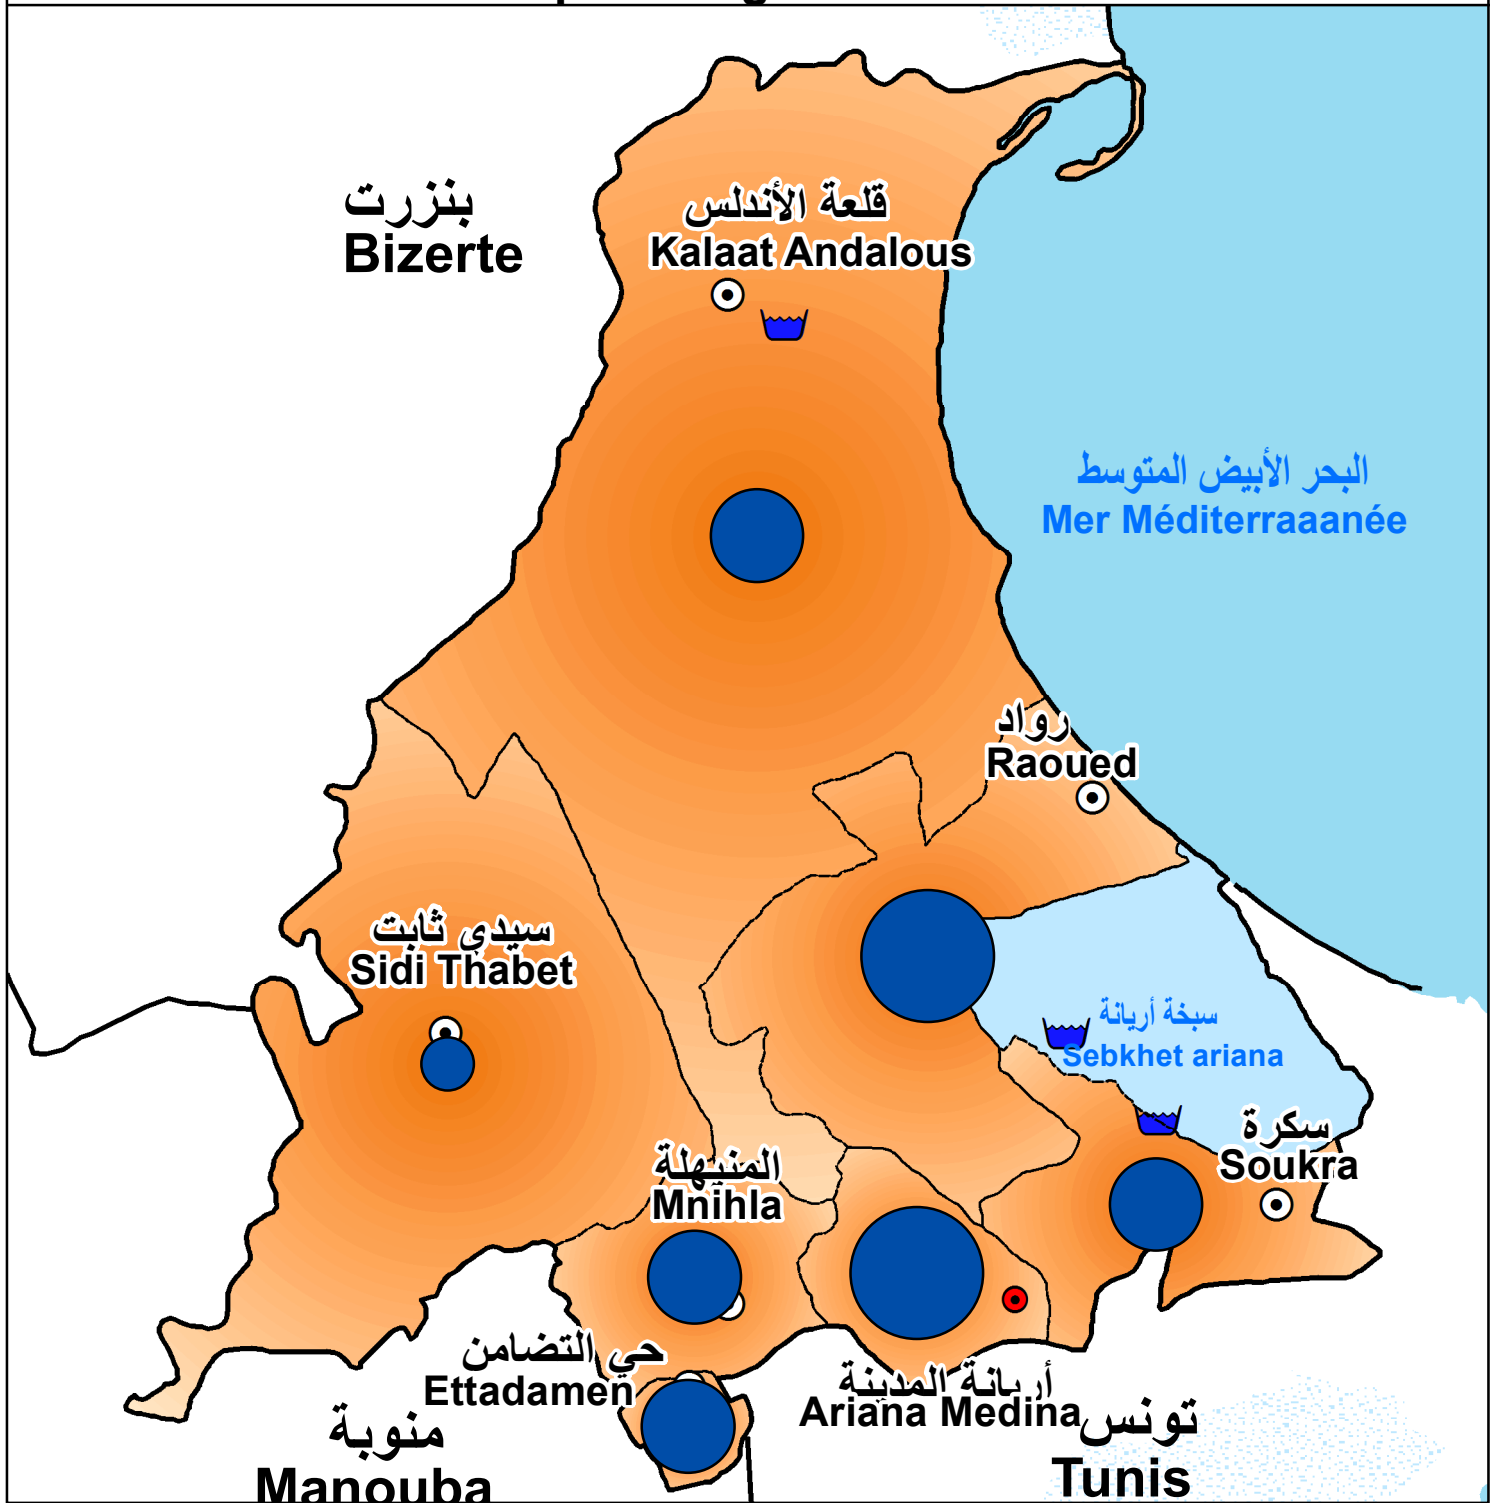 بنزرت
Bizerte
قلعة الأندلس
Kalaat Andalous
البحر الأبيض المتوسط
Mer Méditerraaanée
رواد
Raoued
سيدي ثابت
Sidi Thabet
سبخة أريانة
Sebkhet ariana
سكرة
Soukra
المنيهلة
Mnihla
حي التضامن
Ettadamen
أريانة المدينة
Ariana Medina
منوبة
Manouba
تونس
Tunis